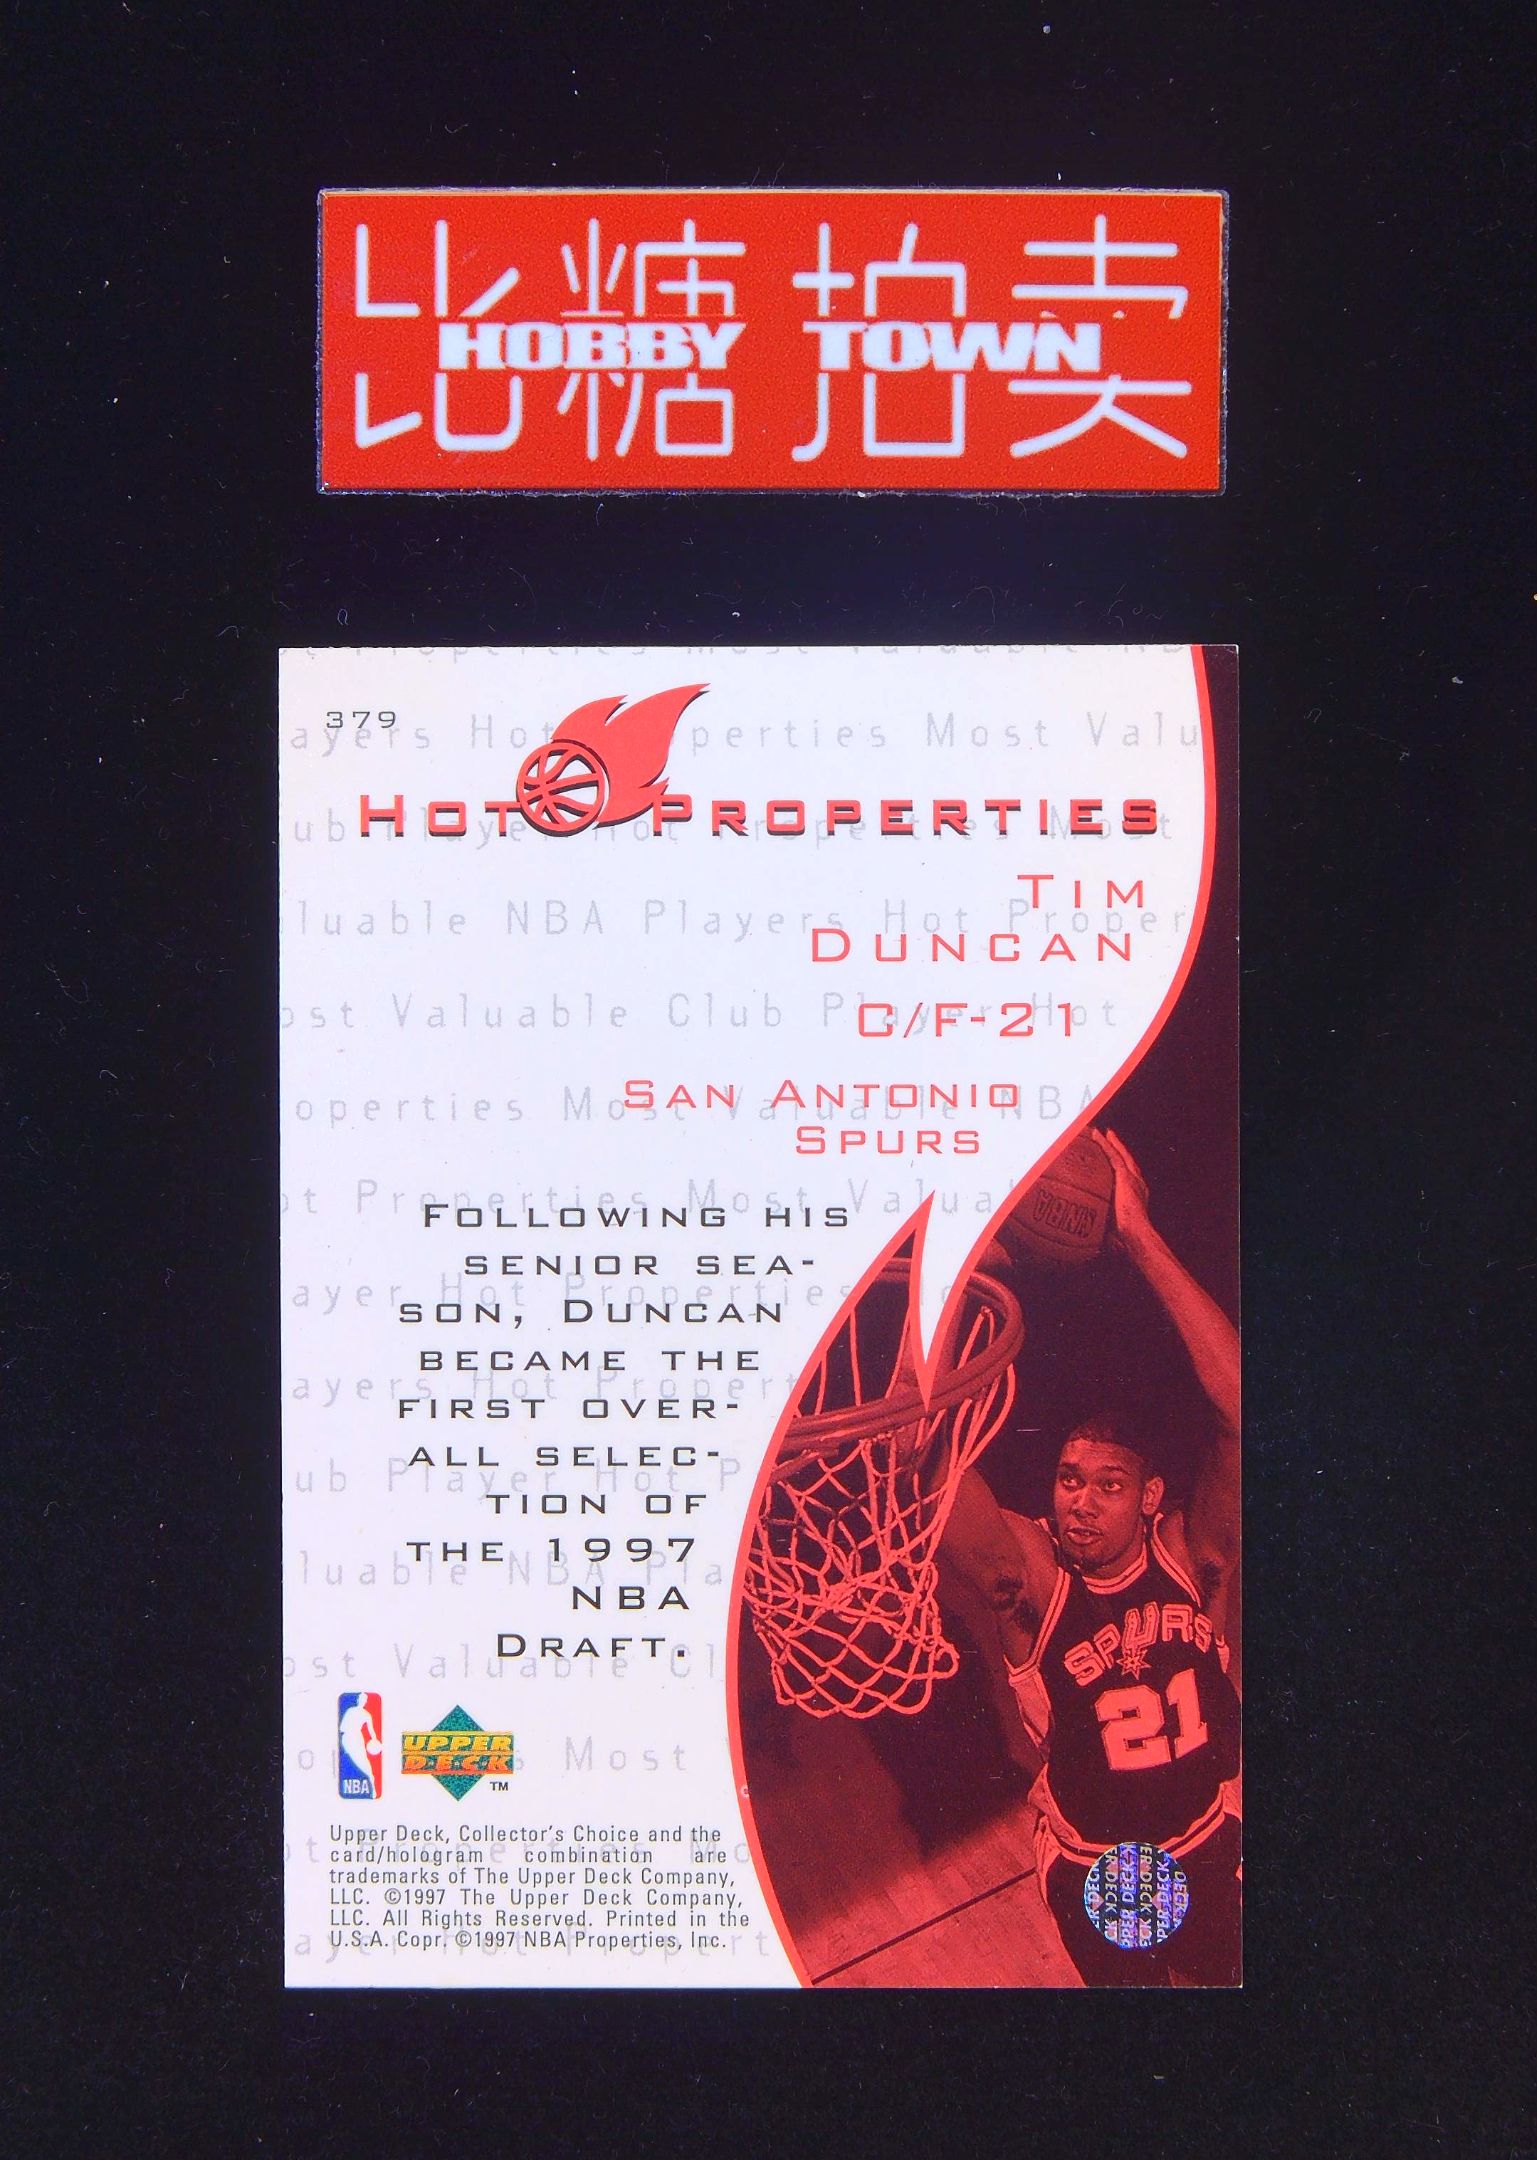 比糖拍卖
HOBBY TOWN
379
HOT PROPERTIES
TIM
DUNCAN
C/F-21
SAN ANTONIO
SPURS
FOLLOWING HIS
SENIOR SEA-
SON, DUNCAN
BECAME THE
FIRST OVER-
ALL SELEC-
TION OF
THE 1997
NBA
DRAFT.
NBA
UPPER
DECK
TM
Upper Deck, Collector's Choice and the
card/hologram combination are
trademarks of The Upper Deck Company,
LLC. ©1997 The Upper Deck Company,
LLC. All Rights Reserved. Printed in the
U.S.A. Copr. ©1997 NBA Properties, Inc.
SPURS
21